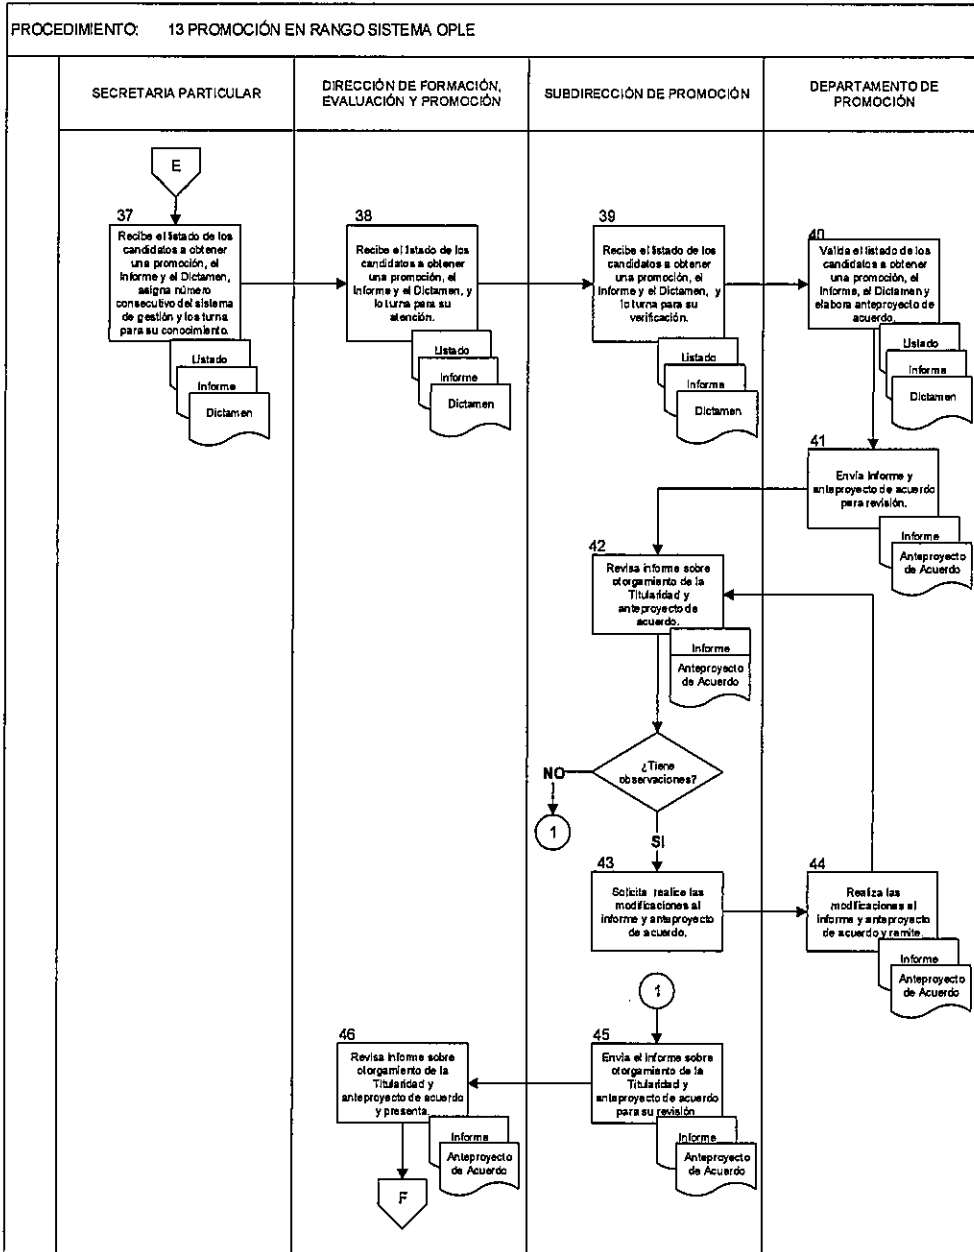 PROCEDIMIENTO: 13 PROMOCIÓN EN RANGO SISTEMA OPLE
SECRETARIA PARTICULAR
DIRECCIÓN DE FORMACIÓN,
EVALUACIÓN Y PROMOCIÓN
SUBDIRECCIÓN DE PROMOCIÓN
DEPARTAMENTO DE
PROMOCIÓN
E
37
Recibe el listado de los
candidatos a obtener
una promoción, el
Informe y el Dictamen,
asigna número
consecutivo del sistema
de gestión y los turna
para su conocimiento.
Listado
Informe
Dictamen
38
Recibe el listado de los
candidatos a obtener
una promoción, el
Informe y el Dictamen, y
lo turna para su
atención.
Listado
Informe
Dictamen
39
Recibe el listado de los
candidatos a obtener
una promoción, el
Informe y el Dictamen, y
lo turna para su
verificación.
Listado
Informe
Dictamen
40
Valida el listado de los
candidatos a obtener
una promoción, el
Informe, el Dictamen y
elabora anteproyecto de
acuerdo.
Listado
Informe
Dictamen
41
Envía Informe y
anteproyecto de acuerdo
para revisión.
Informe
Anteproyecto
de Acuerdo
42
Revisa informe sobre
otorgamiento de la
Titularidad y
anteproyecto de
acuerdo.
Informe
Anteproyecto
de Acuerdo
¿Tiene
observaciones?
NO
1
SI
43
Solicita realice las
modificaciones al
informe y anteproyecto
de acuerdo.
44
Realiza las
modificaciones al
informe y anteproyecto
de acuerdo y remite.
Informe
Anteproyecto
de Acuerdo
1
45
Envía el Informe sobre
otorgamiento de la
Titularidad y
anteproyecto de acuerdo
para su revisión
Informe
Anteproyecto
de Acuerdo
46
Revisa informe sobre
otorgamiento de la
Titularidad y
anteproyecto de acuerdo
y presenta.
Informe
Anteproyecto
de Acuerdo
F